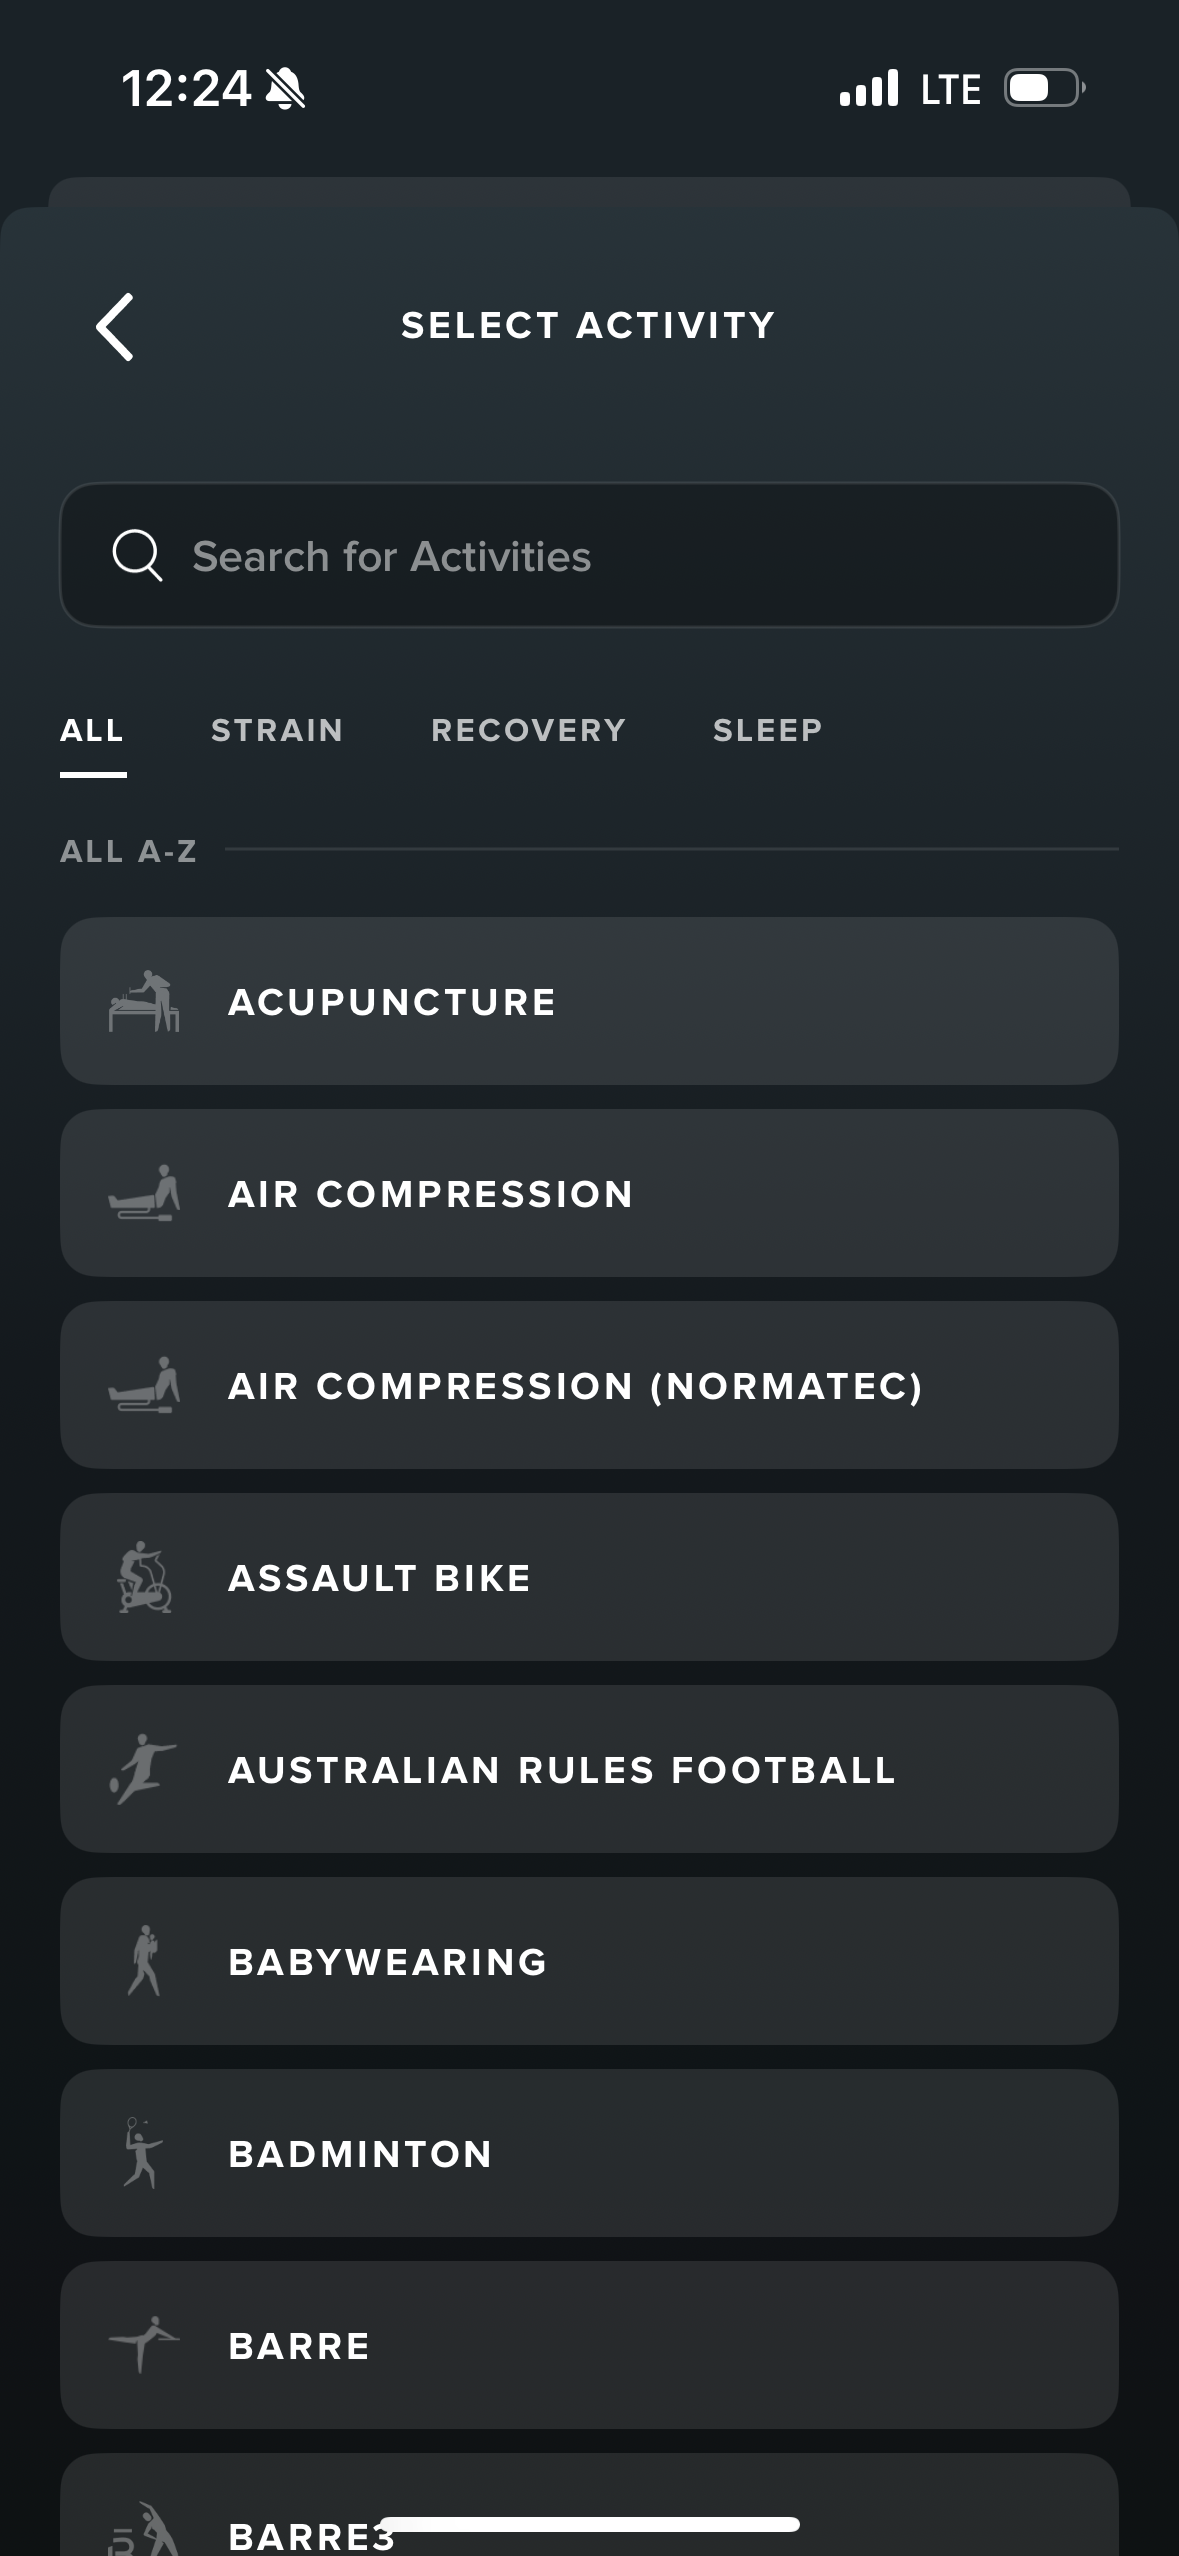 12:24 LTE
SELECT ACTIVITY
Search for Activities
ALL STRAIN RECOVERY SLEEP
ALL A-Z
ACUPUNCTURE
AIR COMPRESSION
AIR COMPRESSION (NORMATEC)
ASSAULT BIKE
AUSTRALIAN RULES FOOTBALL
BABYWEARING
BADMINTON
BARRE
BARRE3